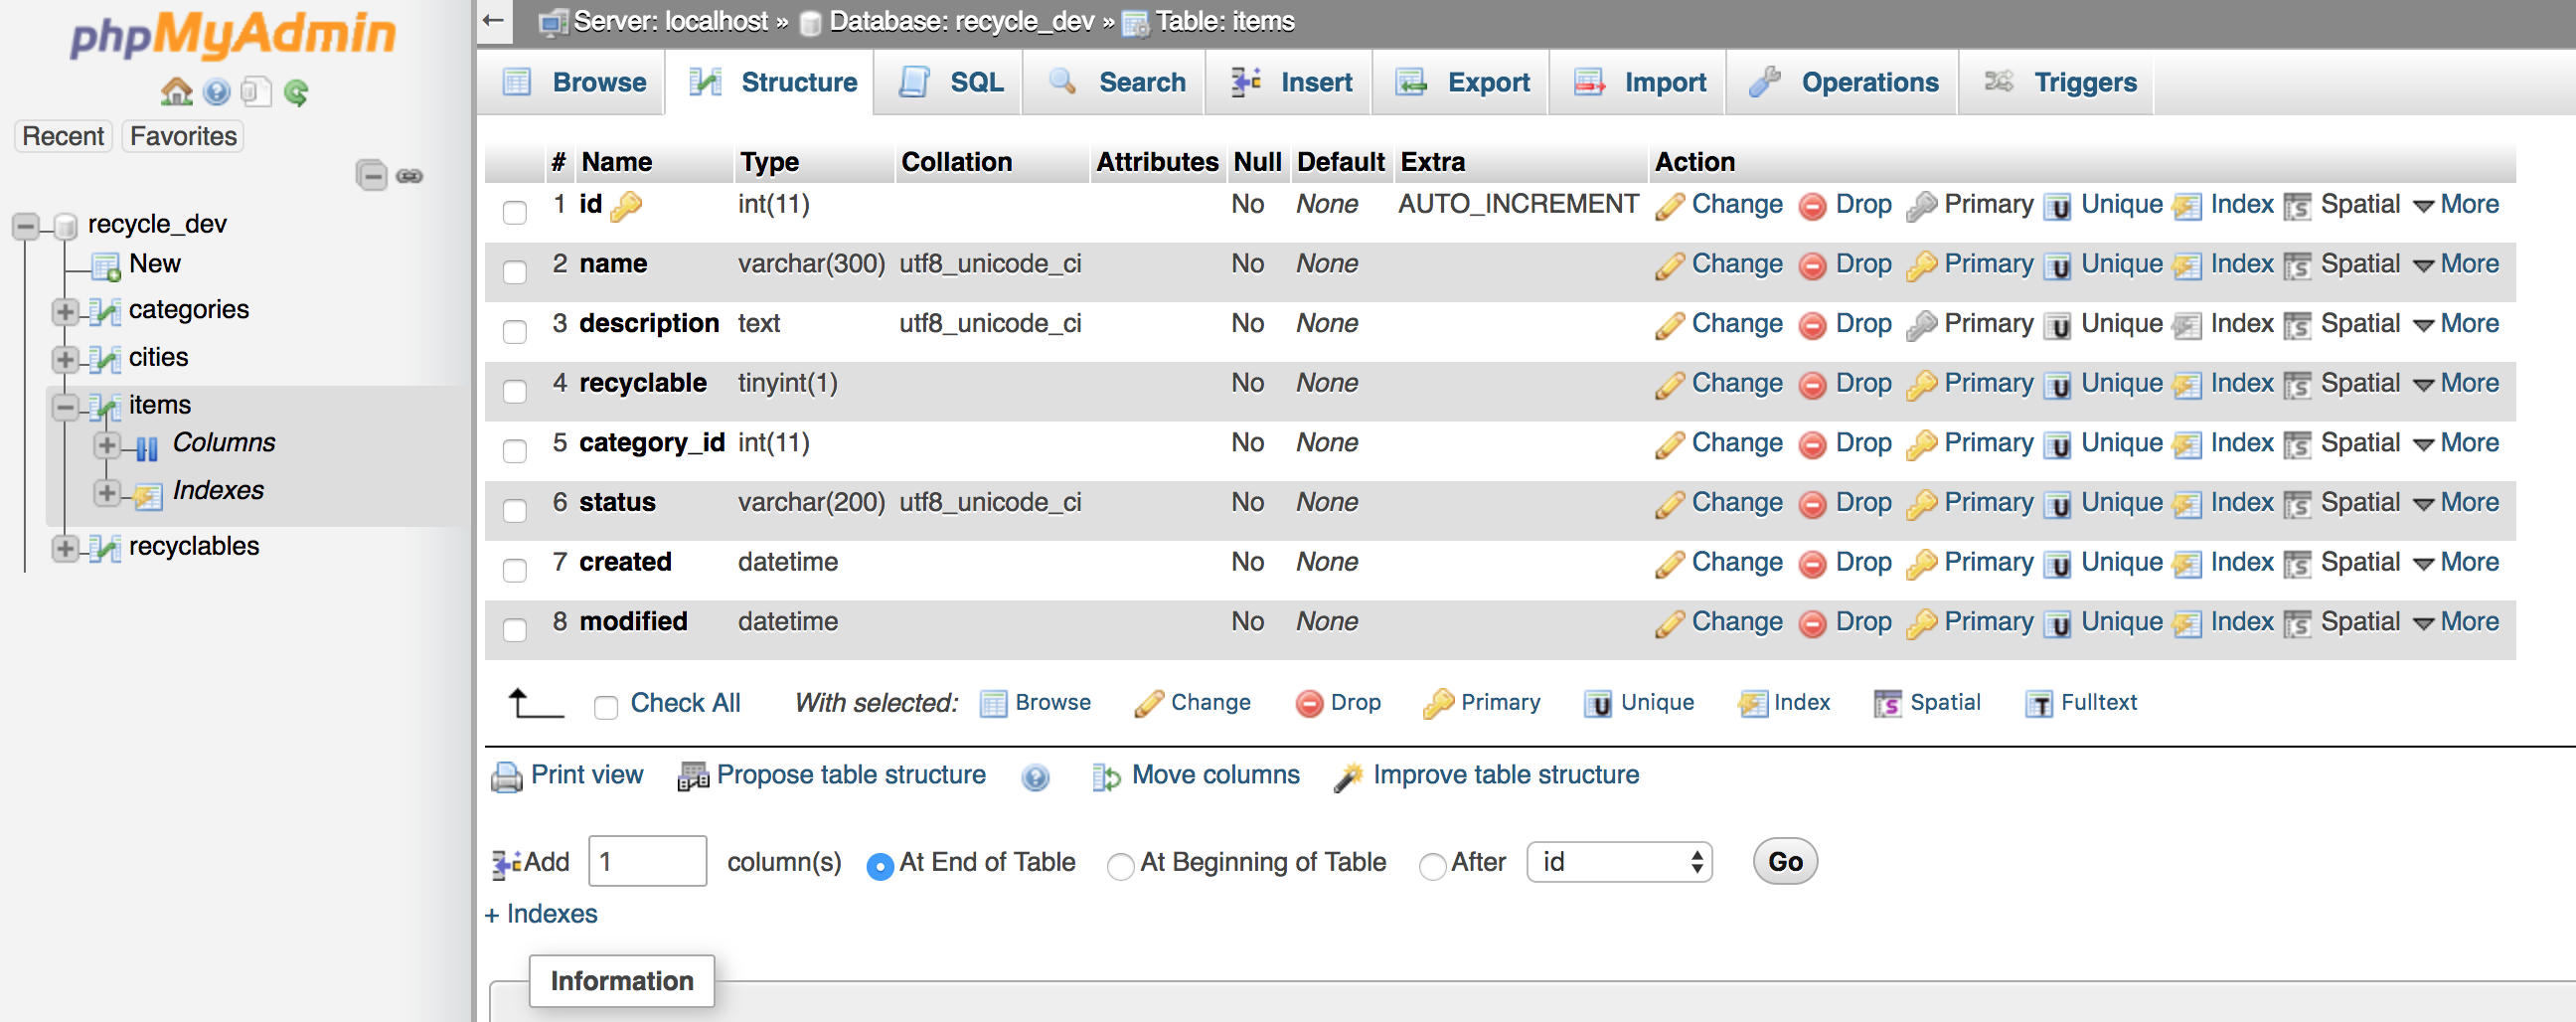 phpMyAdmin
Recent Favorites
recycle_dev
New
categories
cities
items
Columns
Indexes
recyclables
Server: localhost » Database: recycle_dev » Table: items
Browse Structure SQL Search Insert Export Import Operations Triggers
# Name Type Collation Attributes Null Default Extra Action
1 id int(11) No None AUTO_INCREMENT Change Drop Primary Unique Index Spatial More
2 name varchar(300) utf8_unicode_ci No None Change Drop Primary Unique Index Spatial More
3 description text utf8_unicode_ci No None Change Drop Primary Unique Index Spatial More
4 recyclable tinyint(1) No None Change Drop Primary Unique Index Spatial More
5 category_id int(11) No None Change Drop Primary Unique Index Spatial More
6 status varchar(200) utf8_unicode_ci No None Change Drop Primary Unique Index Spatial More
7 created datetime No None Change Drop Primary Unique Index Spatial More
8 modified datetime No None Change Drop Primary Unique Index Spatial More
Check All With selected: Browse Change Drop Primary Unique Index Spatial Fulltext
Print view Propose table structure Move columns Improve table structure
Add 1 column(s) At End of Table At Beginning of Table After id Go
+ Indexes
Information